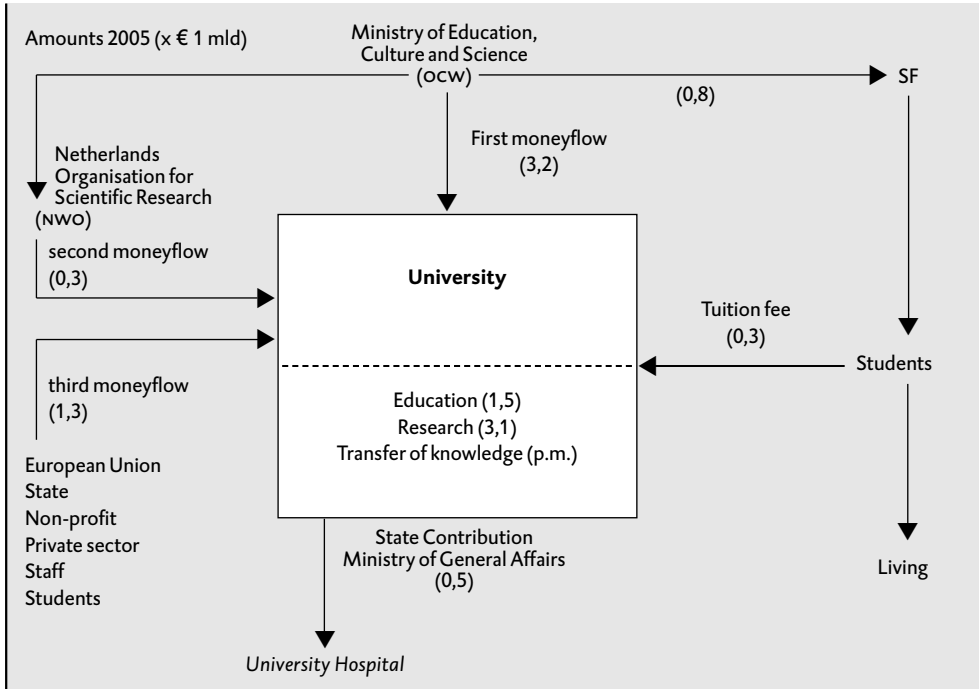 Amounts 2005 (x € 1 mld)
Ministry of Education,
Culture and Science
(OCW)
SF
(0,8)
First moneyflow
(3,2)
Netherlands
Organisation for
Scientific Research
(NWO)
second moneyflow
(0,3)
University
Tuition fee
(0,3)
Students
third moneyflow
(1,3)
Education (1,5)
Research (3,1)
Transfer of knowledge (p.m.)
European Union
State
Non-profit
Private sector
Staff
Students
State Contribution
Ministry of General Affairs
(0,5)
Living
University Hospital